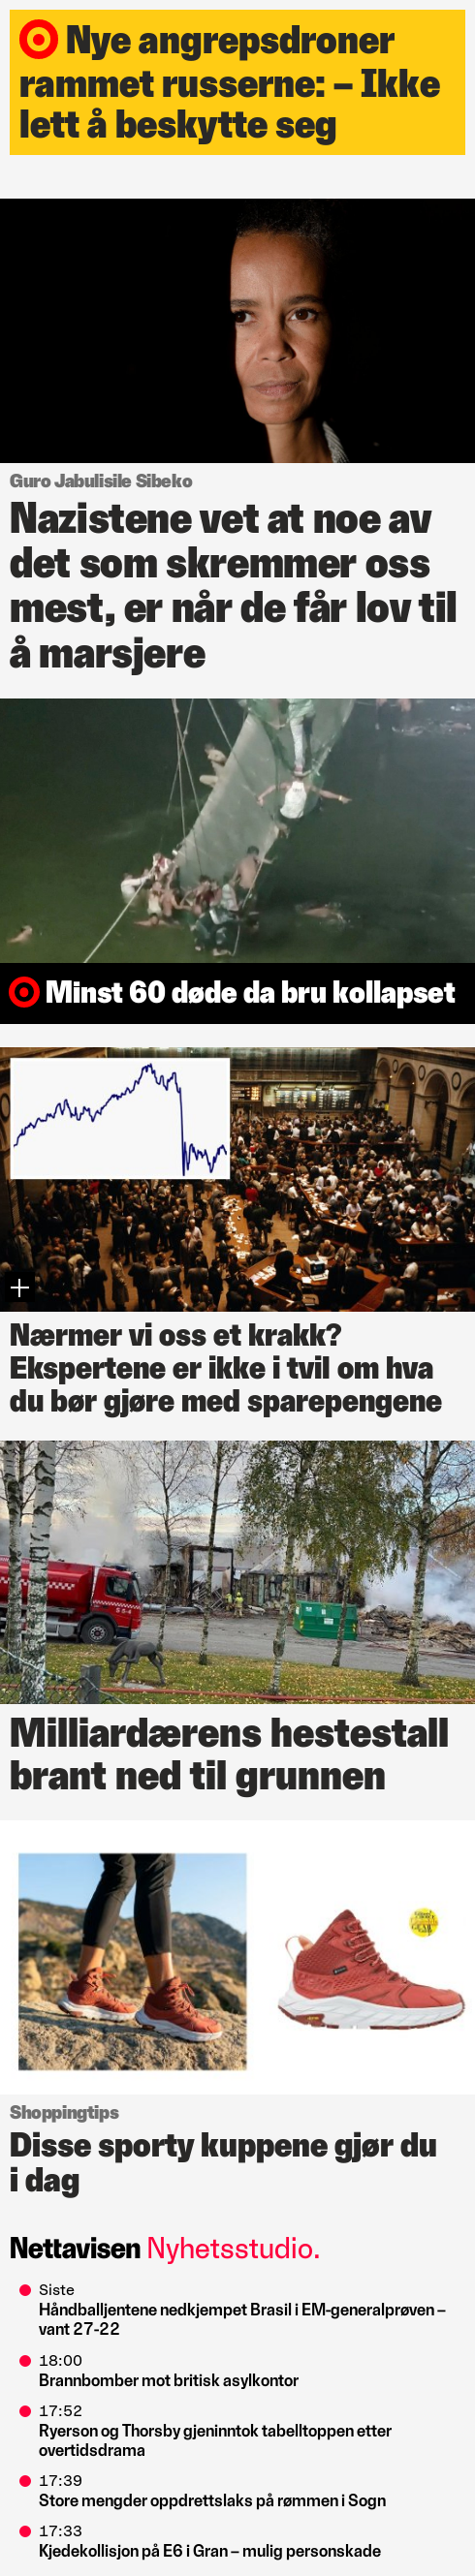 Nye angrepsdroner
rammet russerne: – Ikke
lett å beskytte seg
Guro Jabulisile Sibeko
Nazistene vet at noe av
det som skremmer oss
mest, er når de får lov til
å marsjere
Minst 60 døde da bru kollapset
Nærmer vi oss et krakk?
Ekspertene er ikke i tvil om hva
du bør gjøre med sparepengene
Milliardærens hestestall
brant ned til grunnen
Shoppingtips
Disse sporty kuppene gjør du
i dag
Nettavisen Nyhetsstudio.
Siste
Håndballjentene nedkjempet Brasil i EM-generalprøven –
vant 27-22
18:00
Brannbomber mot britisk asylkontor
17:52
Ryerson og Thorsby gjeninntok tabelltoppen etter
overtidsdrama
17:39
Store mengder oppdrettslaks på rømmen i Sogn
17:33
Kjedekollisjon på E6 i Gran – mulig personskade